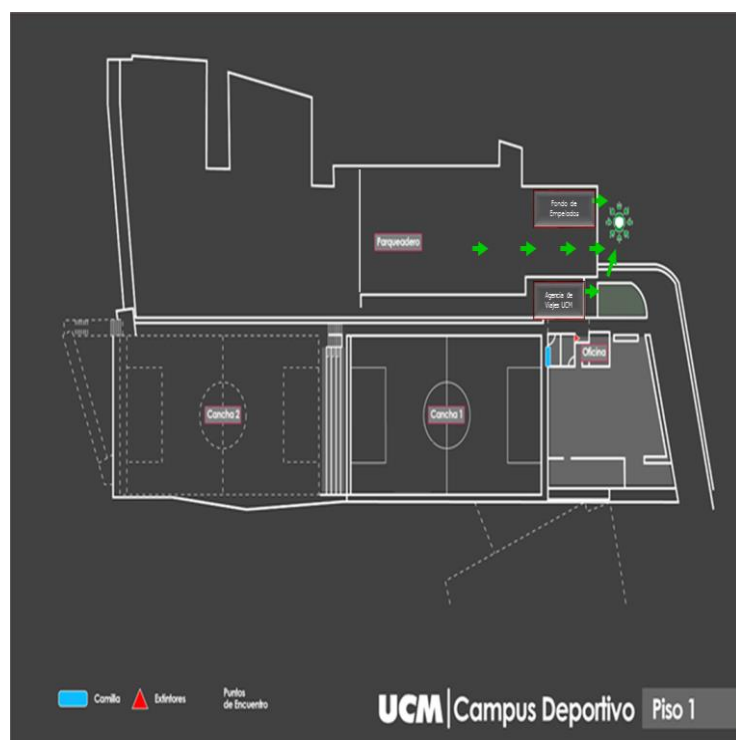 Fondo de
Empelados
Parqueadero
Agencia de
Viajes UCM
Oficina
Cancha 2
Cancha 1
Camilla
Extintores
Puntos
de Encuentro
UCM | Campus Deportivo
Piso 1